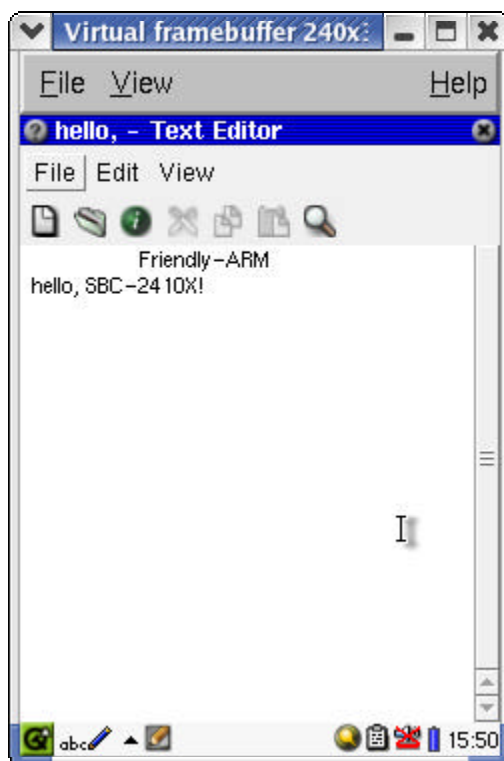 Virtual framebuffer 240x
File View Help
hello, - Text Editor
File Edit View
Friendly-ARM
hello, SBC-2410X!
abc
15:50